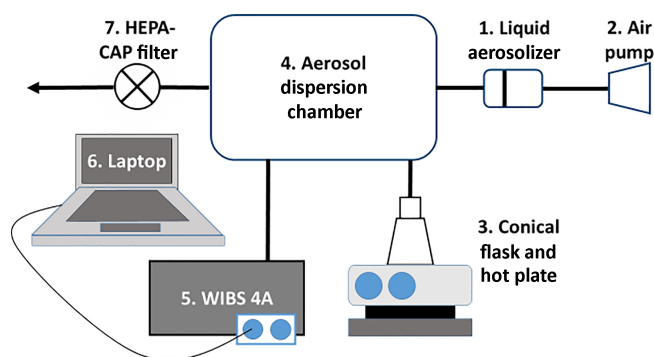 7. HEPA-
CAP filter
4. Aerosol
dispersion
chamber
1. Liquid
aerosolizer
2. Air
pump
6. Laptop
3. Conical
flask and
hot plate
5. WIBS 4A